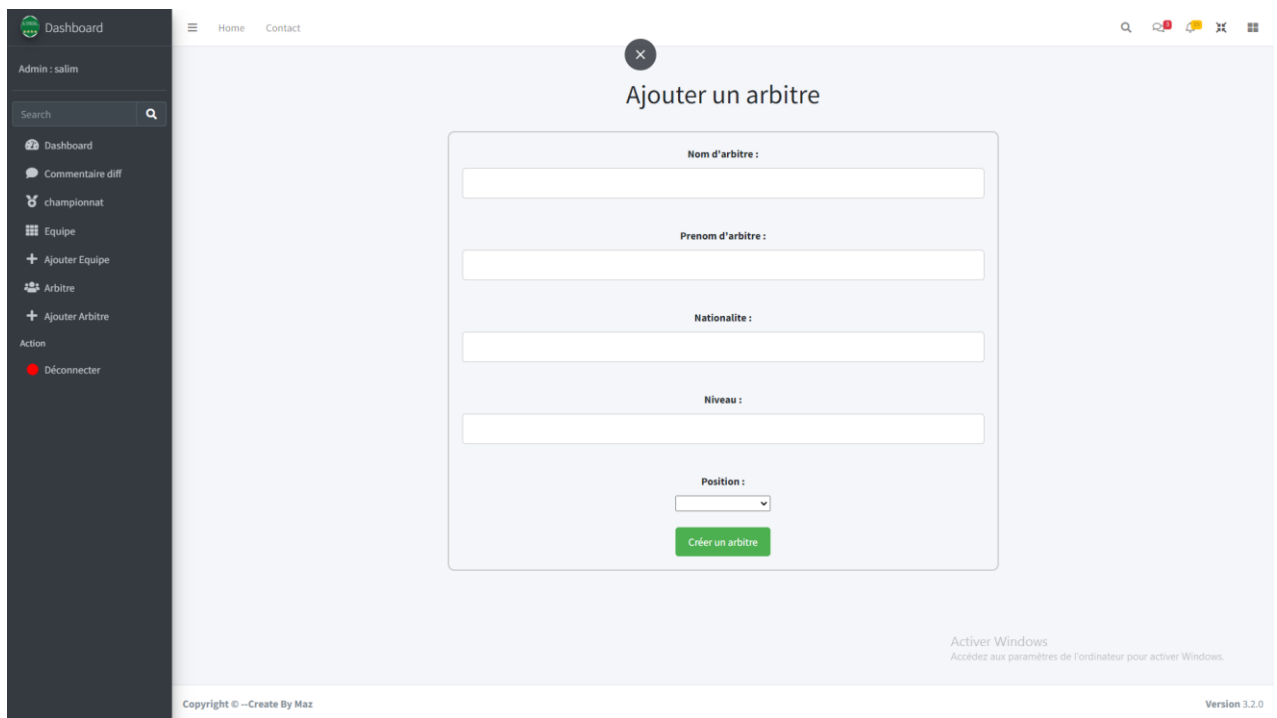 Dashboard
Home Contact
Admin : salim
Search
Dashboard
Commentaire diff
championnat
Equipe
Ajouter Equipe
Arbitre
Ajouter Arbitre
Action
Déconnecter
Ajouter un arbitre
Nom d'arbitre :
Prenom d'arbitre :
Nationalite :
Niveau :
Position :
Créer un arbitre
Activer Windows
Accédez aux paramètres de l'ordinateur pour activer Windows.
Copyright © --Create By Maz
Version 3.2.0